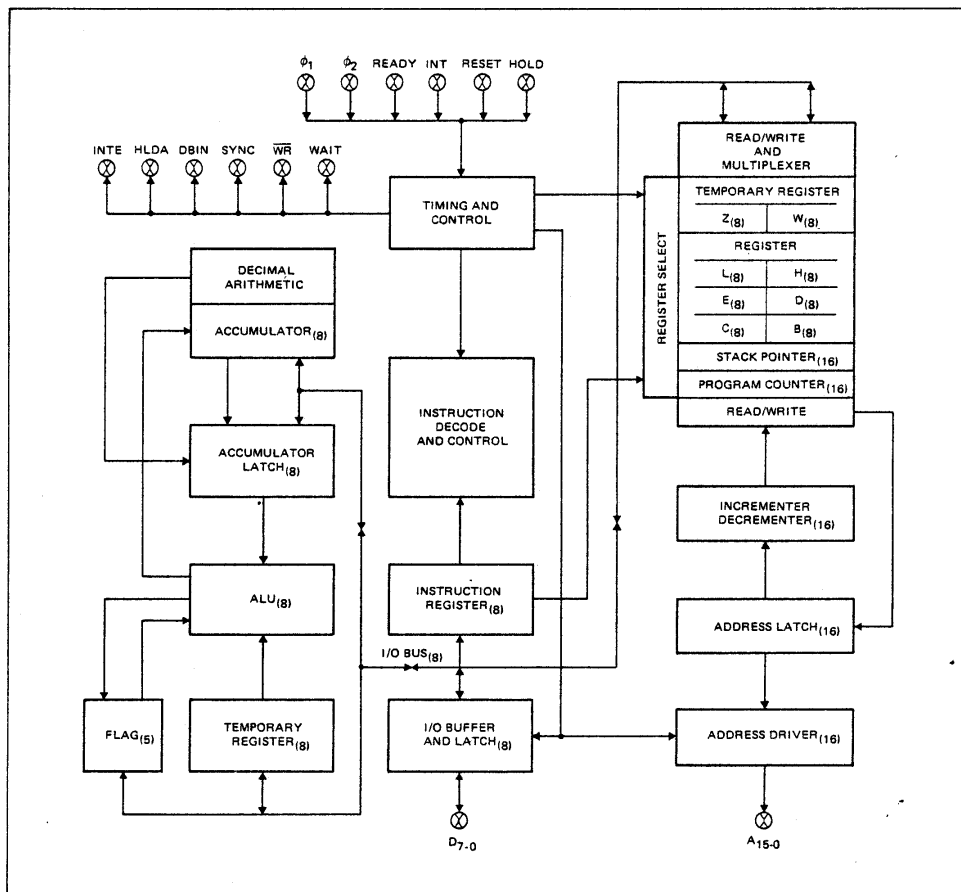 ϕ1 ϕ2 READY INT RESET HOLD
INTE HLDA DBIN SYNC WR WAIT
TIMING AND
CONTROL
READ/WRITE
AND
MULTIPLEXER
REGISTER SELECT
TEMPORARY REGISTER
Z(8) W(8)
REGISTER
L(8) H(8)
E(8) D(8)
C(8) B(8)
STACK POINTER(16)
PROGRAM COUNTER(16)
READ/WRITE
DECIMAL
ARITHMETIC
ACCUMULATOR(8)
INSTRUCTION
DECODE
AND CONTROL
ACCUMULATOR
LATCH(8)
INCREMENTER
DECREMENTER(16)
ALU(8)
INSTRUCTION
REGISTER(8)
ADDRESS LATCH(16)
I/O BUS(8)
FLAG(5)
TEMPORARY
REGISTER(8)
I/O BUFFER
AND LATCH(8)
ADDRESS DRIVER(16)
D7-0
A15-0